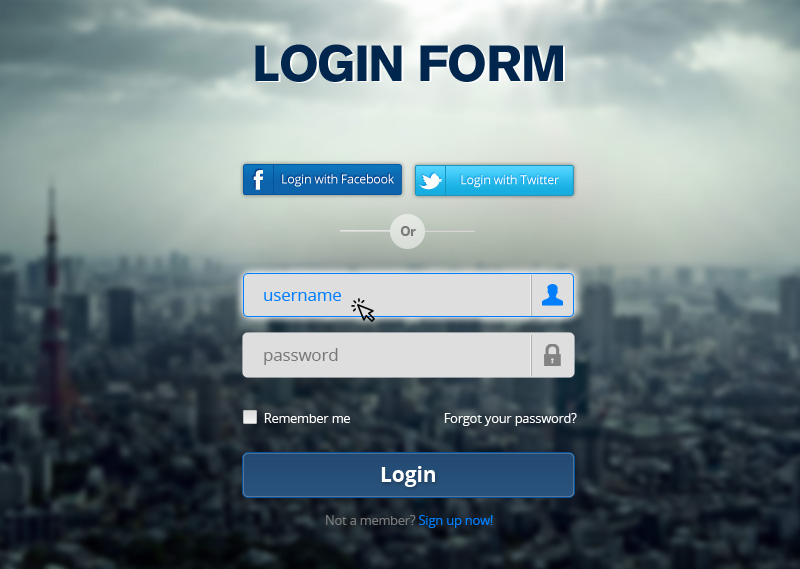 LOGIN FORM
Login with Facebook
Login with Twitter
Or
username
password
Remember me
Forgot your password?
Login
Not a member? Sign up now!